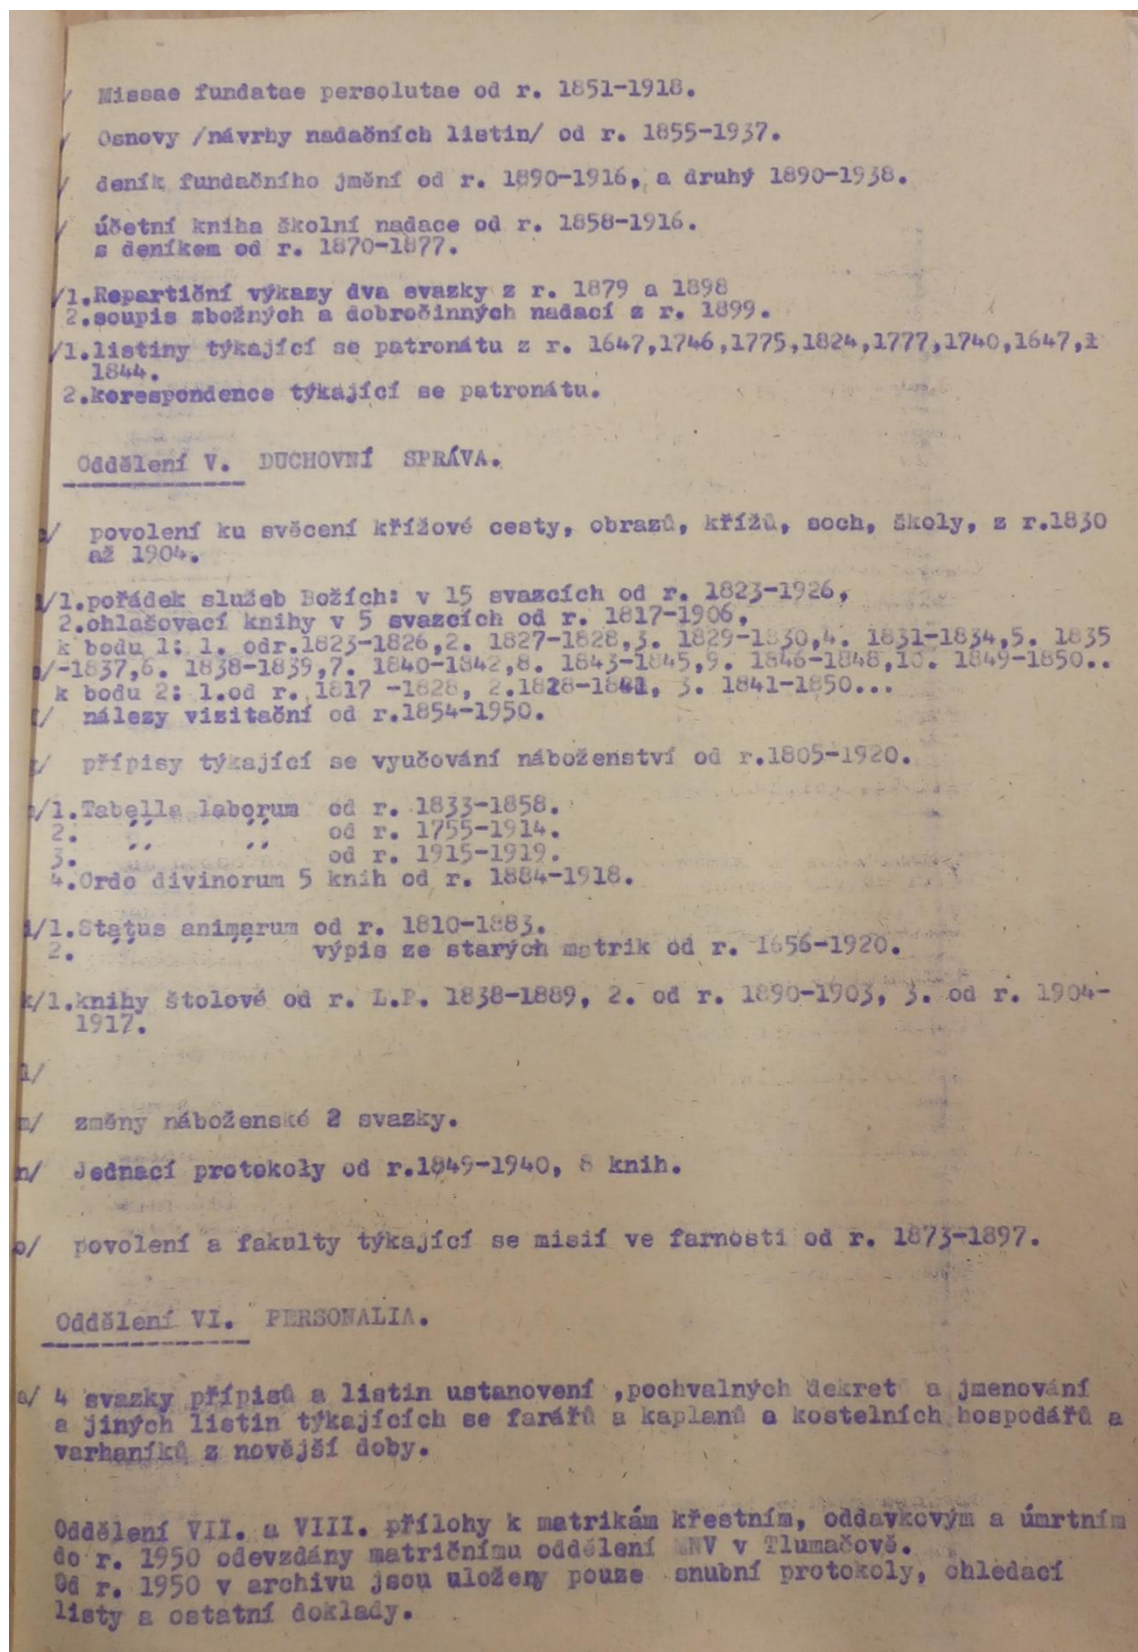 / Missae fundatae persolutae od r. 1851-1918.
/ Osnovy /návrhy nadačních listin/ od r. 1855-1937.
/ deník fundačního jmění od r. 1890-1916, a druhý 1890-1938.
/ účetní kniha školní nadace od r. 1858-1916.
s deníkem od r. 1870-1877.
/1.Repartiční výkazy dva svazky z r. 1879 a 1898
2.soupis zbožných a dobročinných nadací z r. 1899.
/1.listiny týkající se patronátu z r. 1647,1746,1775,1824,1777,1740,1647,1
1844.
2.korespondence týkající se patronátu.
Oddělení V. DUCHOVNÍ SPRÁVA.
/ povolení ku svěcení křížové cesty, obrazů, křížů, soch, školy, z r.1830
až 1904.
/1.pořádek služeb Božích: v 15 svazcích od r. 1823-1926,
2.ohlašovací knihy v 5 svazcích od r. 1817-1906,
k bodu 1: 1. odr.1823-1826,2. 1827-1828,3. 1829-1830,4. 1831-1834,5. 1835
/-1837,6. 1838-1839,7. 1840-1842,8. 1843-1845,9. 1846-1848,10. 1849-1850..
k bodu 2: 1.od r. 1817 -1828, 2.1828-1841, 3. 1841-1850...
/ nálezy visitační od r.1854-1950.
/ přípisy týkající se vyučování náboženství od r.1805-1920.
/1.Tabella laborum od r. 1833-1858.
2. ,, ,, od r. 1755-1914.
3. ,, ,, od r. 1915-1919.
4.Ordo divinorum 5 knih od r. 1884-1918.
i/1.Status animarum od r. 1810-1883.
2. ,, ,, výpis ze starých matrik od r. 1656-1920.
k/1.knihy štolové od r. L.P. 1838-1889, 2. od r. 1890-1903, 3. od r. 1904-
1917.
l/
m/ změny náboženské 2 svazky.
n/ Jednací protokoly od r.1849-1940, 8 knih.
o/ povolení a fakulty týkající se misií ve farnosti od r. 1873-1897.
Oddělení VI. PERSONALIA.
a/ 4 svazky přípisů a listin ustanovení ,pochvalných dekret a jmenování
a jiných listin týkajících se farářů a kaplanů a kostelních hospodářů a
varhaníků z novější doby.
Oddělení VII. a VIII. přílohy k matrikám křestním, oddavkovým a úmrtním
do r. 1950 odevzdány matričnímu oddělení MNV v Tlumačově.
Od r. 1950 v archivu jsou uloženy pouze snubní protokoly, ohledací
listy a ostatní doklady.